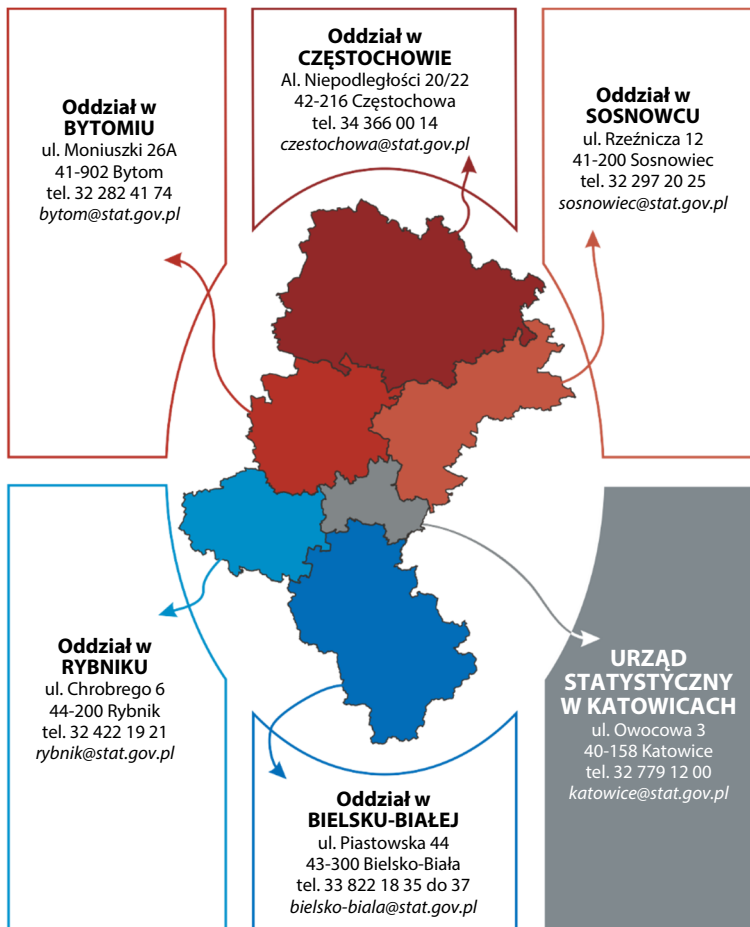 Oddział w
CZĘSTOCHOWIE
Al. Niepodległości 20/22
42-216 Częstochowa
tel. 34 366 00 14
czestochowa@stat.gov.pl
Oddział w
BYTOMIU
ul. Moniuszki 26A
41-902 Bytom
tel. 32 282 41 74
bytom@stat.gov.pl
Oddział w
SOSNOWCU
ul. Rzeźnicza 12
41-200 Sosnowiec
tel. 32 297 20 25
sosnowiec@stat.gov.pl
Oddział w
RYBNIKU
ul. Chrobrego 6
44-200 Rybnik
tel. 32 422 19 21
rybnik@stat.gov.pl
URZĄD
STATYSTYCZNY
W KATOWICACH
ul. Owocowa 3
40-158 Katowice
tel. 32 779 12 00
katowice@stat.gov.pl
Oddział w
BIELSKU-BIAŁEJ
ul. Piastowska 44
43-300 Bielsko-Biała
tel. 33 822 18 35 do 37
bielsko-biala@stat.gov.pl